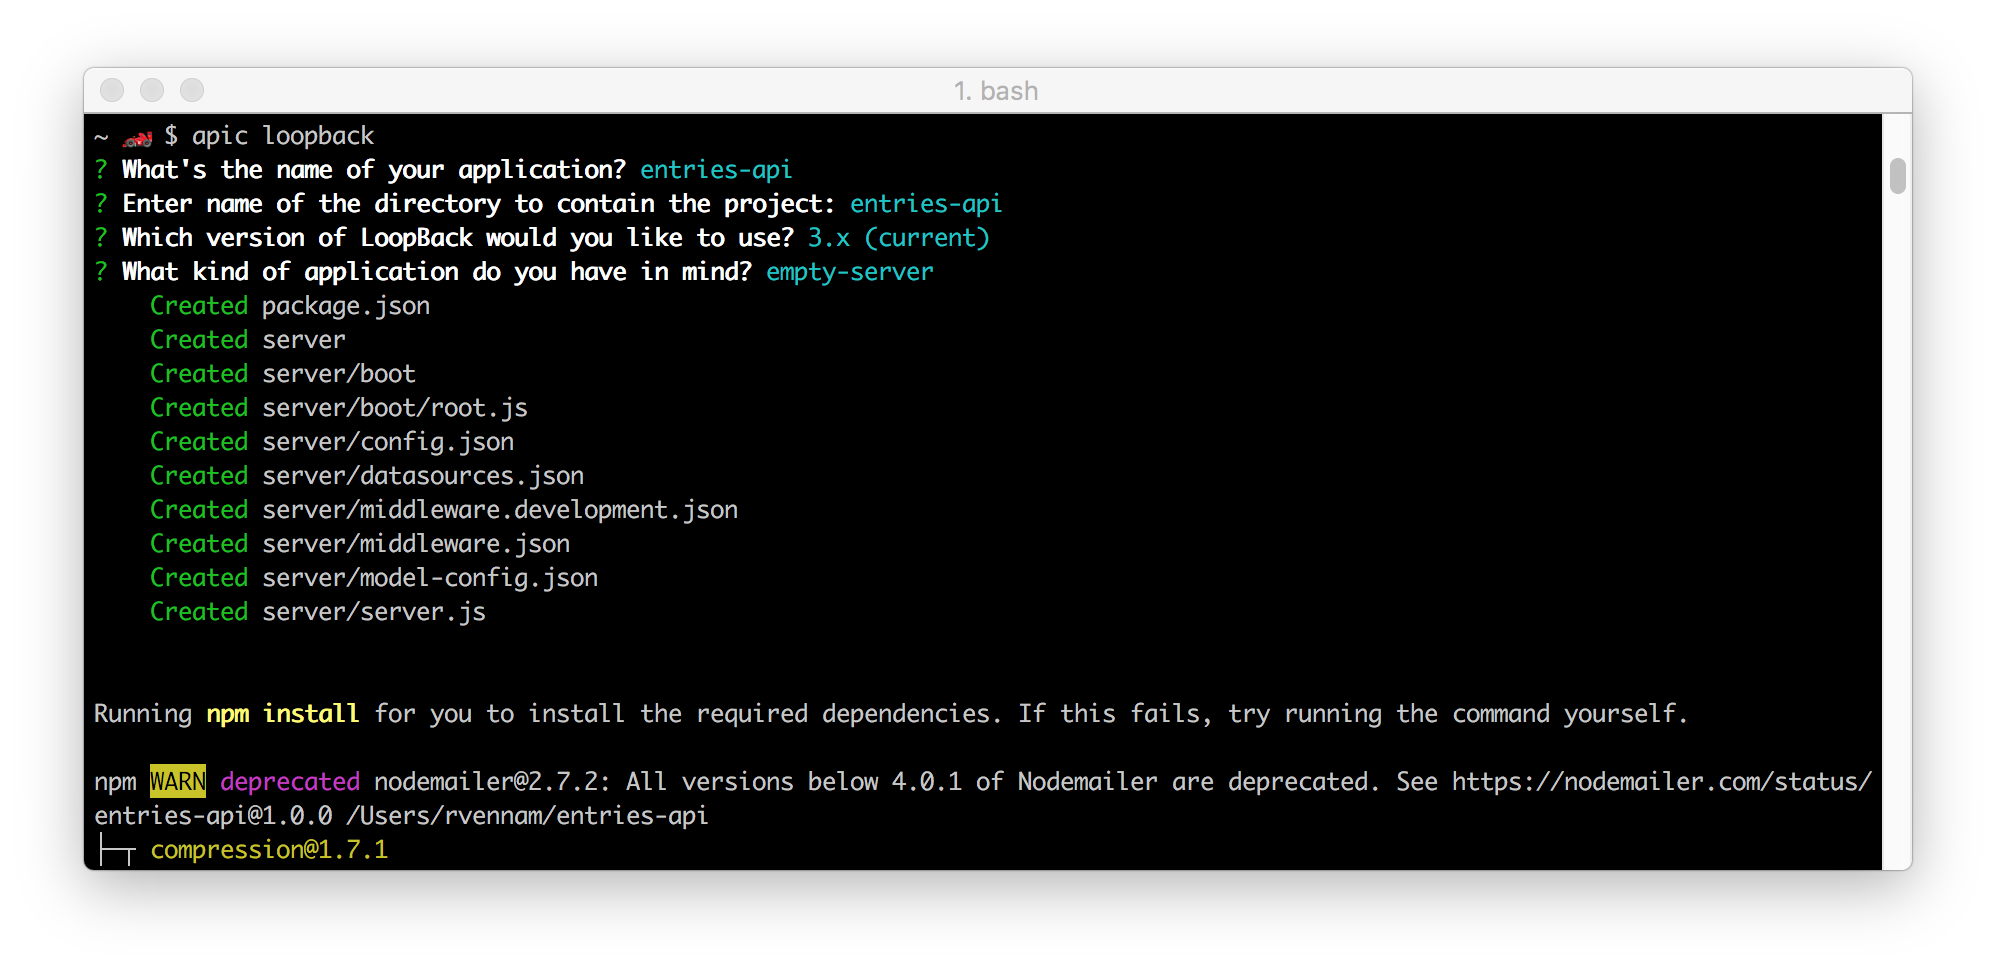 1. bash
~ 🏎 $ apic loopback
? What's the name of your application? entries-api
? Enter name of the directory to contain the project: entries-api
? Which version of LoopBack would you like to use? 3.x (current)
? What kind of application do you have in mind? empty-server
Created package.json
Created server
Created server/boot
Created server/boot/root.js
Created server/config.json
Created server/datasources.json
Created server/middleware.development.json
Created server/middleware.json
Created server/model-config.json
Created server/server.js
Running npm install for you to install the required dependencies. If this fails, try running the command yourself.
npm WARN deprecated nodemailer@2.7.2: All versions below 4.0.1 of Nodemailer are deprecated. See https://nodemailer.com/status/
entries-api@1.0.0 /Users/rvennam/entries-api
├─┬ compression@1.7.1